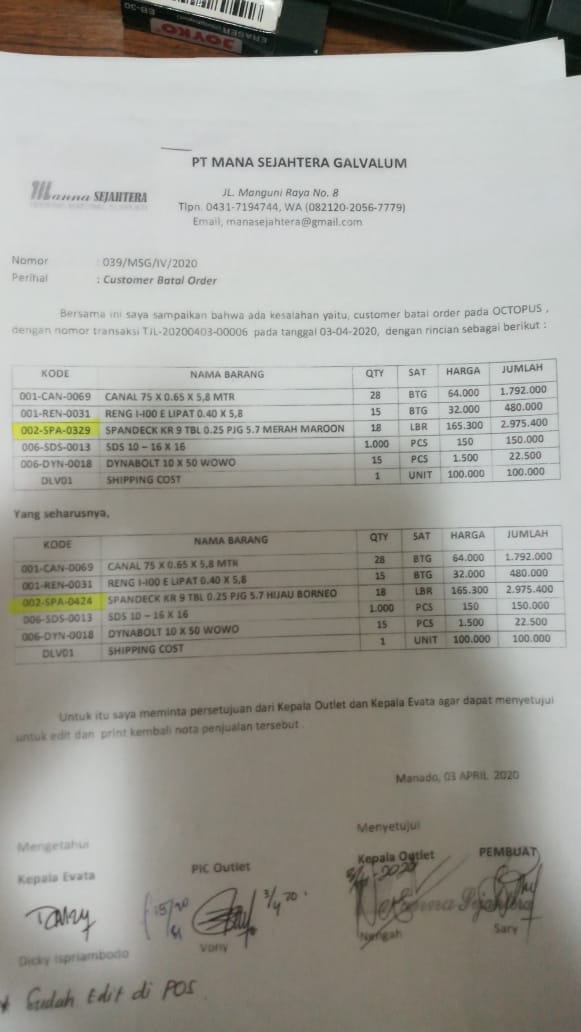 EB-30
JOYKO
ERASER
PT MANA SEJAHTERA GALVALUM
Manna SEJAHTERA
JL. Manguni Raya No. 8
Tlpn. 0431-7194744, WA (082120-2056-7779)
Email, manasejahtera@gmail.com
Nomor : 039/MSG/IV/2020
Perihal : Customer Batal Order
Bersama ini saya sampaikan bahwa ada kesalahan yaitu, customer batal order pada OCTOPUS ,
dengan nomor transaksi TJL-20200403-00006 pada tanggal 03-04-2020, dengan rincian sebagai berikut :
KODE NAMA BARANG QTY SAT HARGA JUMLAH
001-CAN-0069 CANAL 75 X 0.65 X 5,8 MTR 28 BTG 64.000 1.792.000
001-REN-0031 RENG I-I00 E LIPAT 0.40 X 5,8 15 BTG 32.000 480.000
002-SPA-0329 SPANDECK KR 9 TBL 0.25 PJG 5.7 MERAH MAROON 18 LBR 165.300 2.975.400
006-SDS-0013 SDS 10 – 16 X 16 1.000 PCS 150 150.000
006-DYN-0018 DYNABOLT 10 X 50 WOWO 15 PCS 1.500 22.500
DLV01 SHIPPING COST 1 UNIT 100.000 100.000
Yang seharusnya,
KODE NAMA BARANG QTY SAT HARGA JUMLAH
001-CAN-0069 CANAL 75 X 0.65 X 5,8 MTR 28 BTG 64.000 1.792.000
001-REN-0031 RENG I-I00 E LIPAT 0.40 X 5,8 15 BTG 32.000 480.000
002-SPA-0424 SPANDECK KR 9 TBL 0.25 PJG 5.7 HIJAU BORNEO 18 LBR 165.300 2.975.400
006-SDS-0013 SDS 10 – 16 X 16 1.000 PCS 150 150.000
006-DYN-0018 DYNABOLT 10 X 50 WOWO 15 PCS 1.500 22.500
DLV01 SHIPPING COST 1 UNIT 100.000 100.000
Untuk itu saya meminta persetujuan dari Kepala Outlet dan Kepala Evata agar dapat menyetujui
untuk edit dan print kembali nota penjualan tersebut .
Manado, 03 APRIL 2020
Mengetahui Menyetujui
Kepala Evata PIC Outlet Kepala Outlet PEMBUAT
3/4 20
Dicky Ispriambodo Vony Nengah Sary
* Sudah Edit di POS